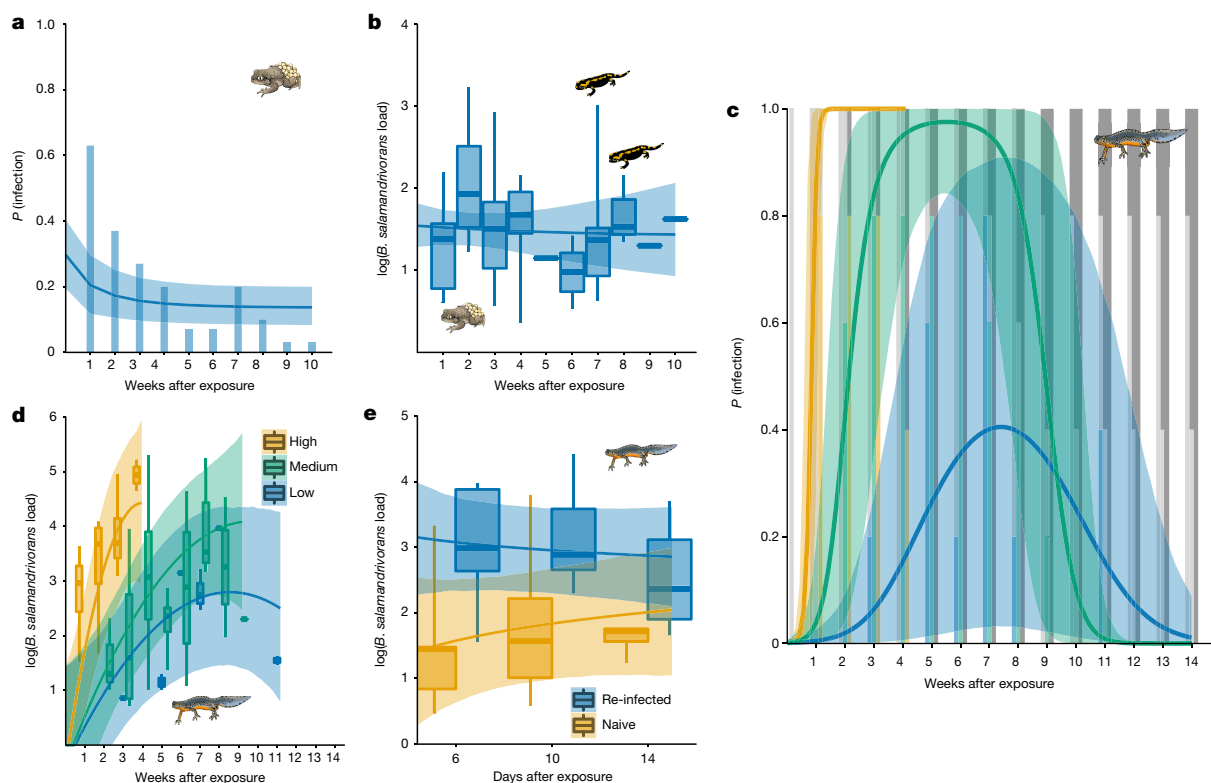 a
1.0
0.8
0.6
0.4
0.2
0
P (infection)
1 2 3 4 5 6 7 8 9 10
Weeks after exposure
b
4
3
2
1
log(B. salamandrivorans load)
1 2 3 4 5 6 7 8 9 10
Weeks after exposure
c
1.0
0.8
0.6
0.4
0.2
0
P (infection)
1 2 3 4 5 6 7 8 9 10 11 12 13 14
Weeks after exposure
d
6
5
4
3
2
1
log(B. salamandrivorans load)
High
Medium
Low
1 2 3 4 5 6 7 8 9 10 11 12 13 14
Weeks after exposure
e
5
4
3
2
1
0
log(B. salamandrivorans load)
Re-infected
Naive
6 10 14
Days after exposure